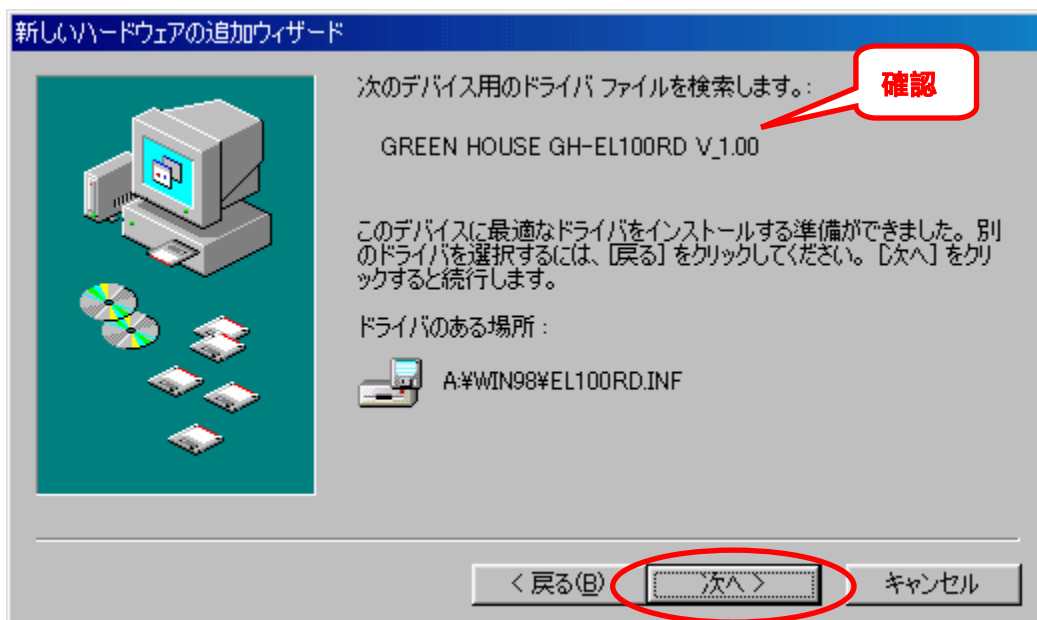 新しいハードウェアの追加ウィザード
次のデバイス用のドライバ ファイルを検索します。:
確認
GREEN HOUSE GH-EL100RD V_1.00
このデバイスに最適なドライバをインストールする準備ができました。別
のドライバを選択するには、[戻る] をクリックしてください。[次へ] をクリ
ックすると続行します。
ドライバのある場所 :
A:¥WIN98¥EL100RD.INF
< 戻る(B)
次へ >
キャンセル